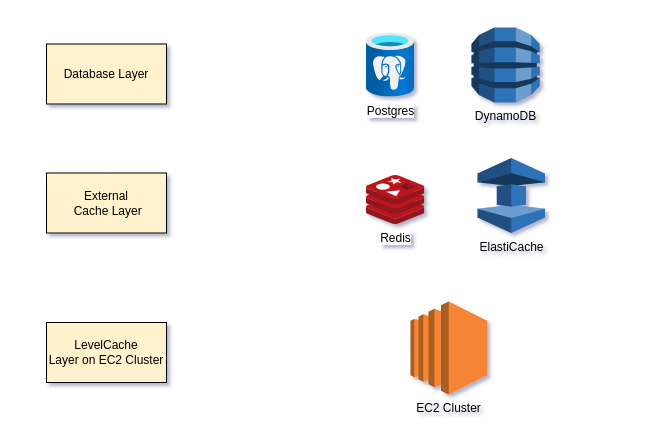 Database Layer
Postgres
DynamoDB
External
Cache Layer
Redis
ElastiCache
LevelCache
Layer on EC2 Cluster
EC2 Cluster